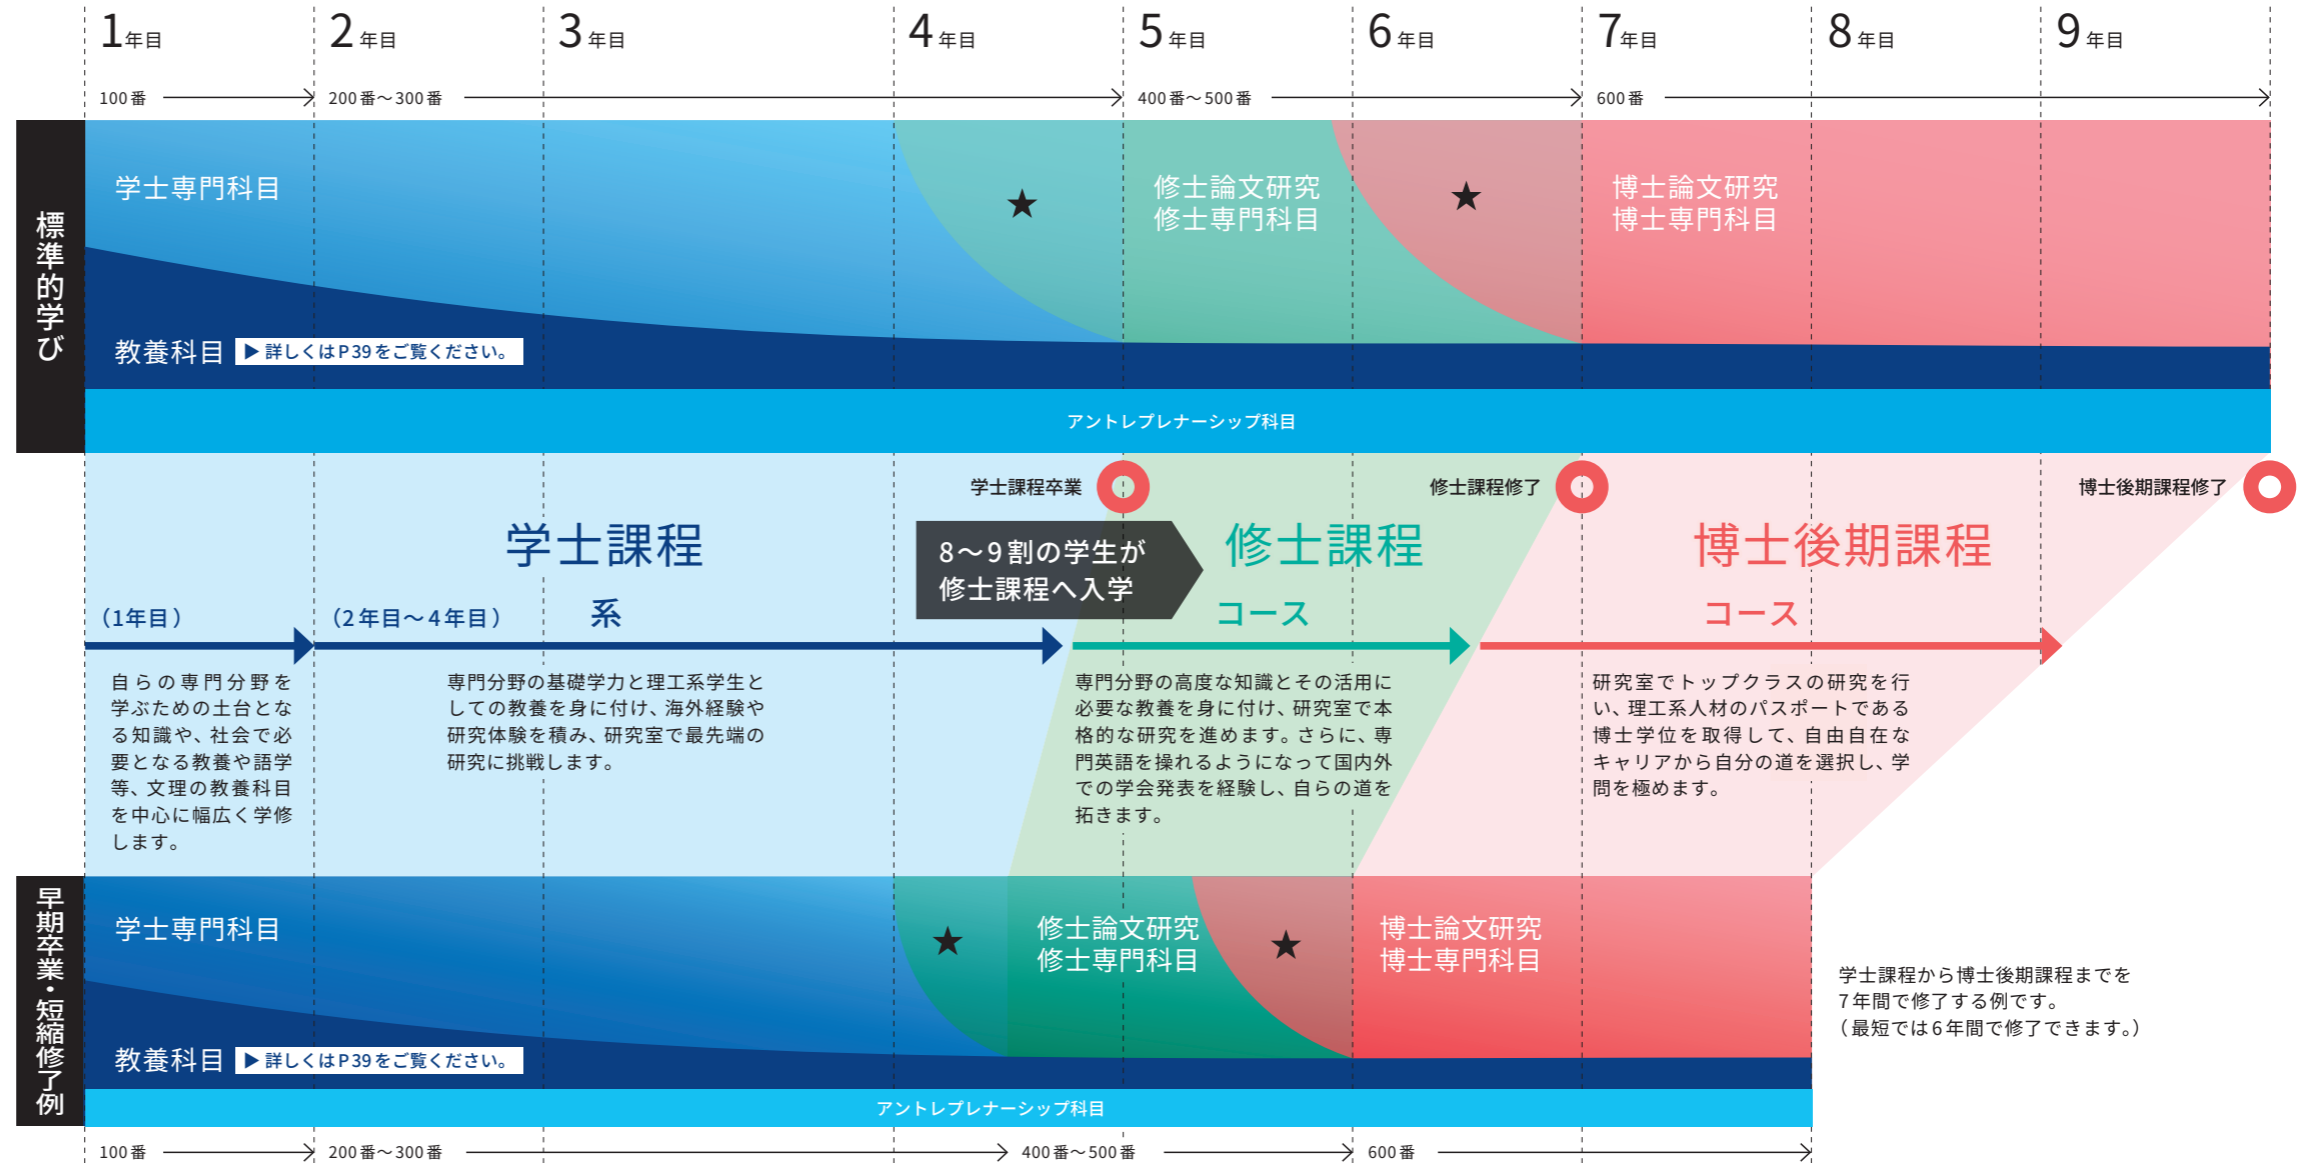 1年目
2年目
3年目
4年目
5年目
6年目
7年目
8年目
9年目
100番
200番～300番
400番～500番
600番
標準的学び
学士専門科目
★
修士論文研究
修士専門科目
★
博士論文研究
博士専門科目
教養科目
▶ 詳しくはP39をご覧ください。
アントレプレナーシップ科目
学士課程卒業
修士課程修了
博士後期課程修了
学士課程
8～9割の学生が
修士課程へ入学
修士課程
博士後期課程
（1年目）
（2年目～4年目）
系
コース
コース
自らの専門分野を
学ぶための土台とな
る知識や、社会で必
要となる教養や語学
等、文理の教養科目
を中心に幅広く学修
します。
専門分野の基礎学力と理工系学生と
しての教養を身に付け、海外経験や
研究体験を積み、研究室で最先端の
研究に挑戦します。
専門分野の高度な知識とその活用に
必要な教養を身に付け、研究室で本
格的な研究を進めます。さらに、専
門英語を操れるようになって国内外
での学会発表を経験し、自らの道を
拓きます。
研究室でトップクラスの研究を行
い、理工系人材のパスポートである
博士学位を取得して、自由自在な
キャリアから自分の道を選択し、学
問を極めます。
早期卒業・短縮修了例
学士専門科目
★
修士論文研究
修士専門科目
★
博士論文研究
博士専門科目
教養科目
▶ 詳しくはP39をご覧ください。
アントレプレナーシップ科目
学士課程から博士後期課程までを
7年間で修了する例です。
（最短では6年間で修了できます。）
100番
200番～300番
400番～500番
600番